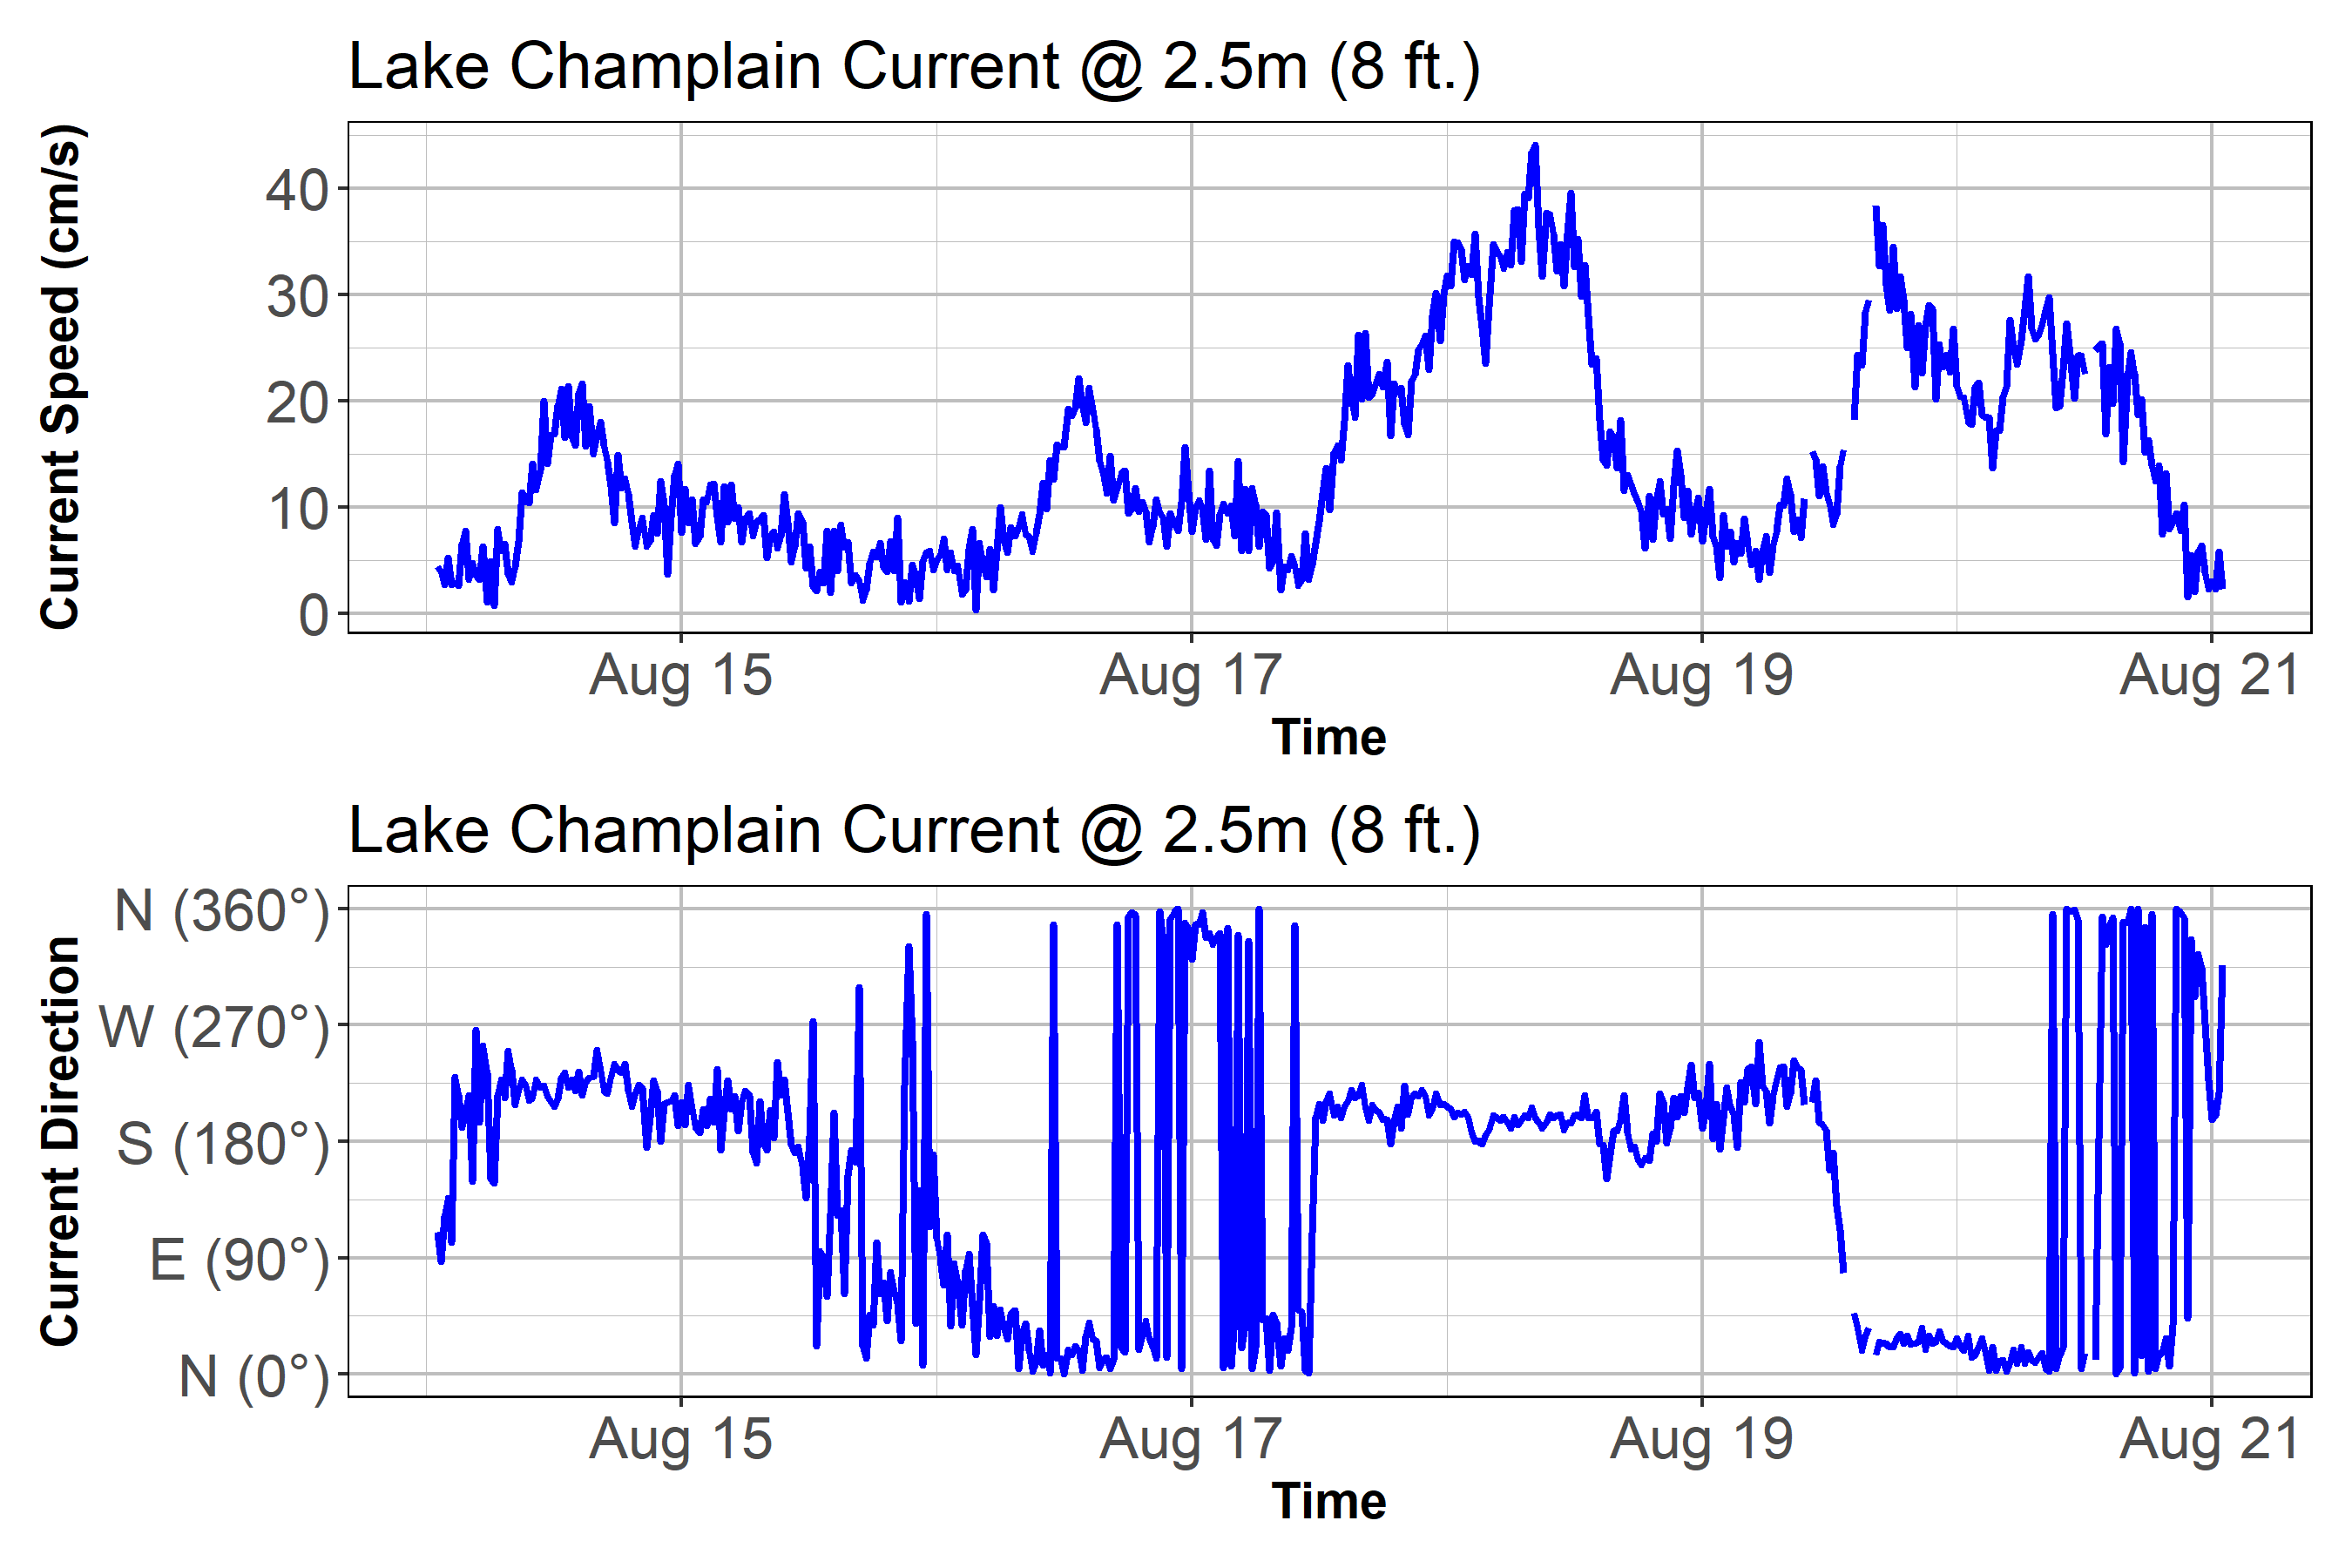 Lake Champlain Current @ 2.5m (8 ft.)
Current Speed (cm/s)
40
30
20
10
0
Aug 15 Aug 17 Aug 19 Aug 21
Time
Lake Champlain Current @ 2.5m (8 ft.)
Current Direction
N (360°)
W (270°)
S (180°)
E (90°)
N (0°)
Aug 15 Aug 17 Aug 19 Aug 21
Time